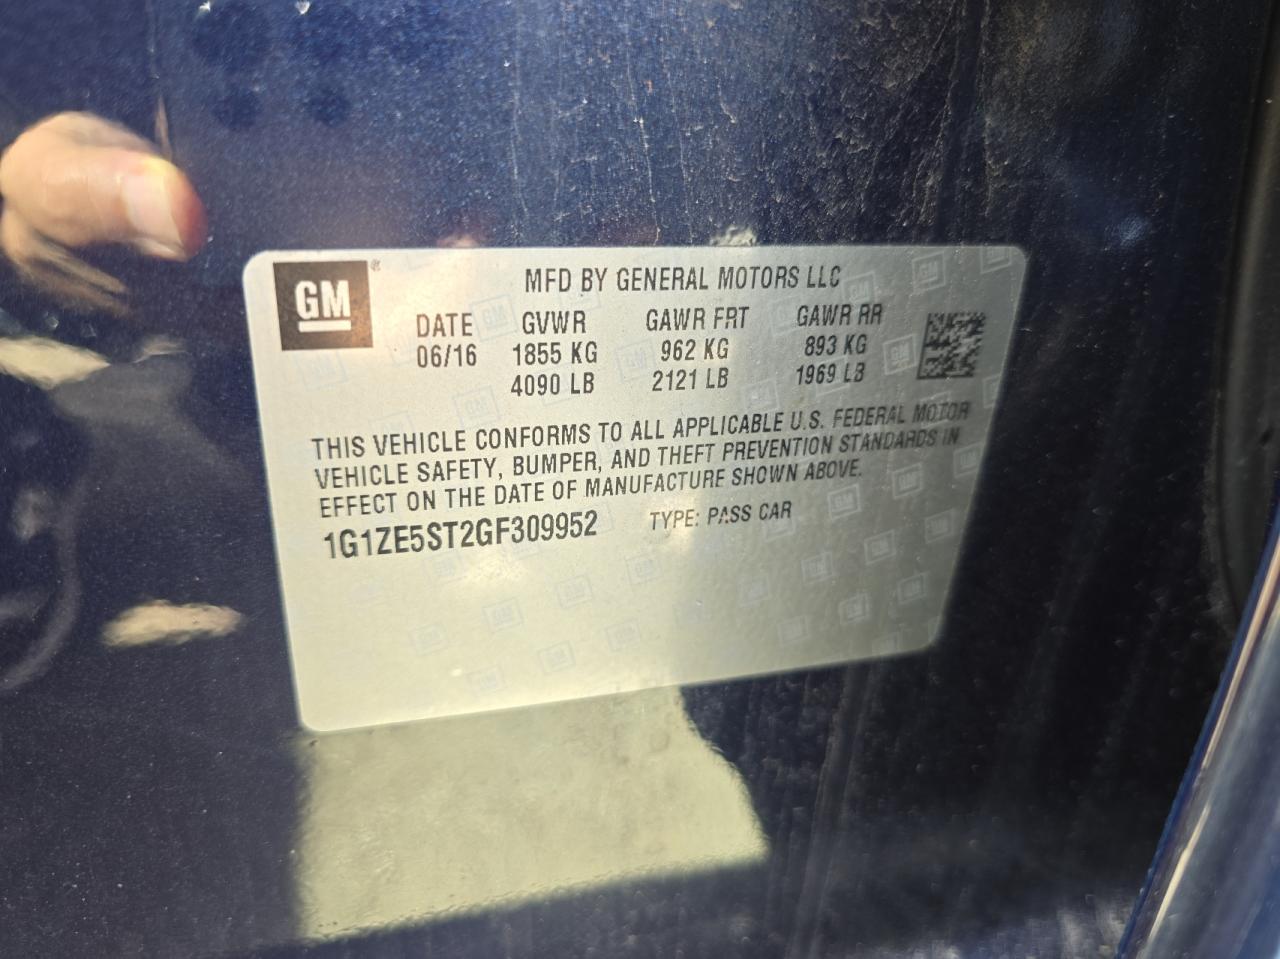 GM®
MFD BY GENERAL MOTORS LLC
DATE GVWR GAWR FRT GAWR RR
06/16 1855 KG 962 KG 893 KG
4090 LB 2121 LB 1969 LB
THIS VEHICLE CONFORMS TO ALL APPLICABLE U.S. FEDERAL MOTOR
VEHICLE SAFETY, BUMPER, AND THEFT PREVENTION STANDARDS IN
EFFECT ON THE DATE OF MANUFACTURE SHOWN ABOVE.
1G1ZE5ST2GF309952 TYPE: PASS CAR